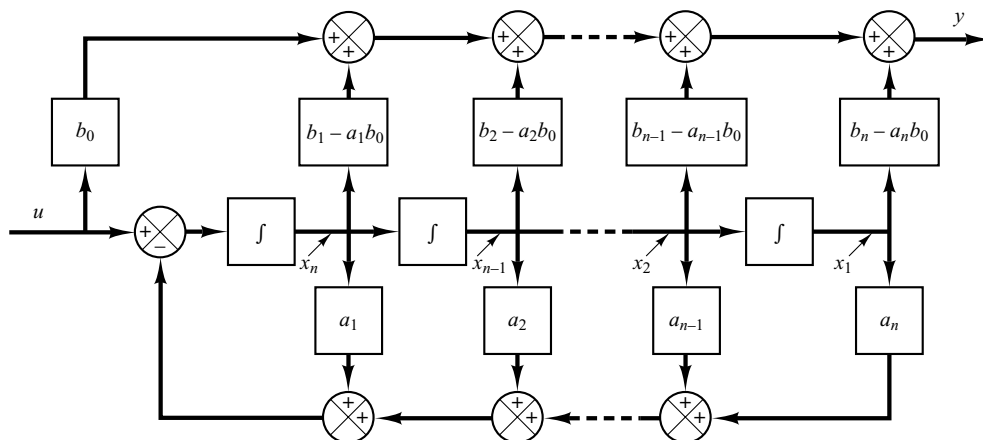 y
+ + + + + + + +
b₀ b₁ – a₁b₀ b₂ – a₂b₀ bₙ₋₁ – aₙ₋₁b₀ bₙ – aₙb₀
u
+ – ∫ ∫ ∫
xₙ xₙ₋₁ x₂ x₁
a₁ a₂ aₙ₋₁ aₙ
+ + + + + +